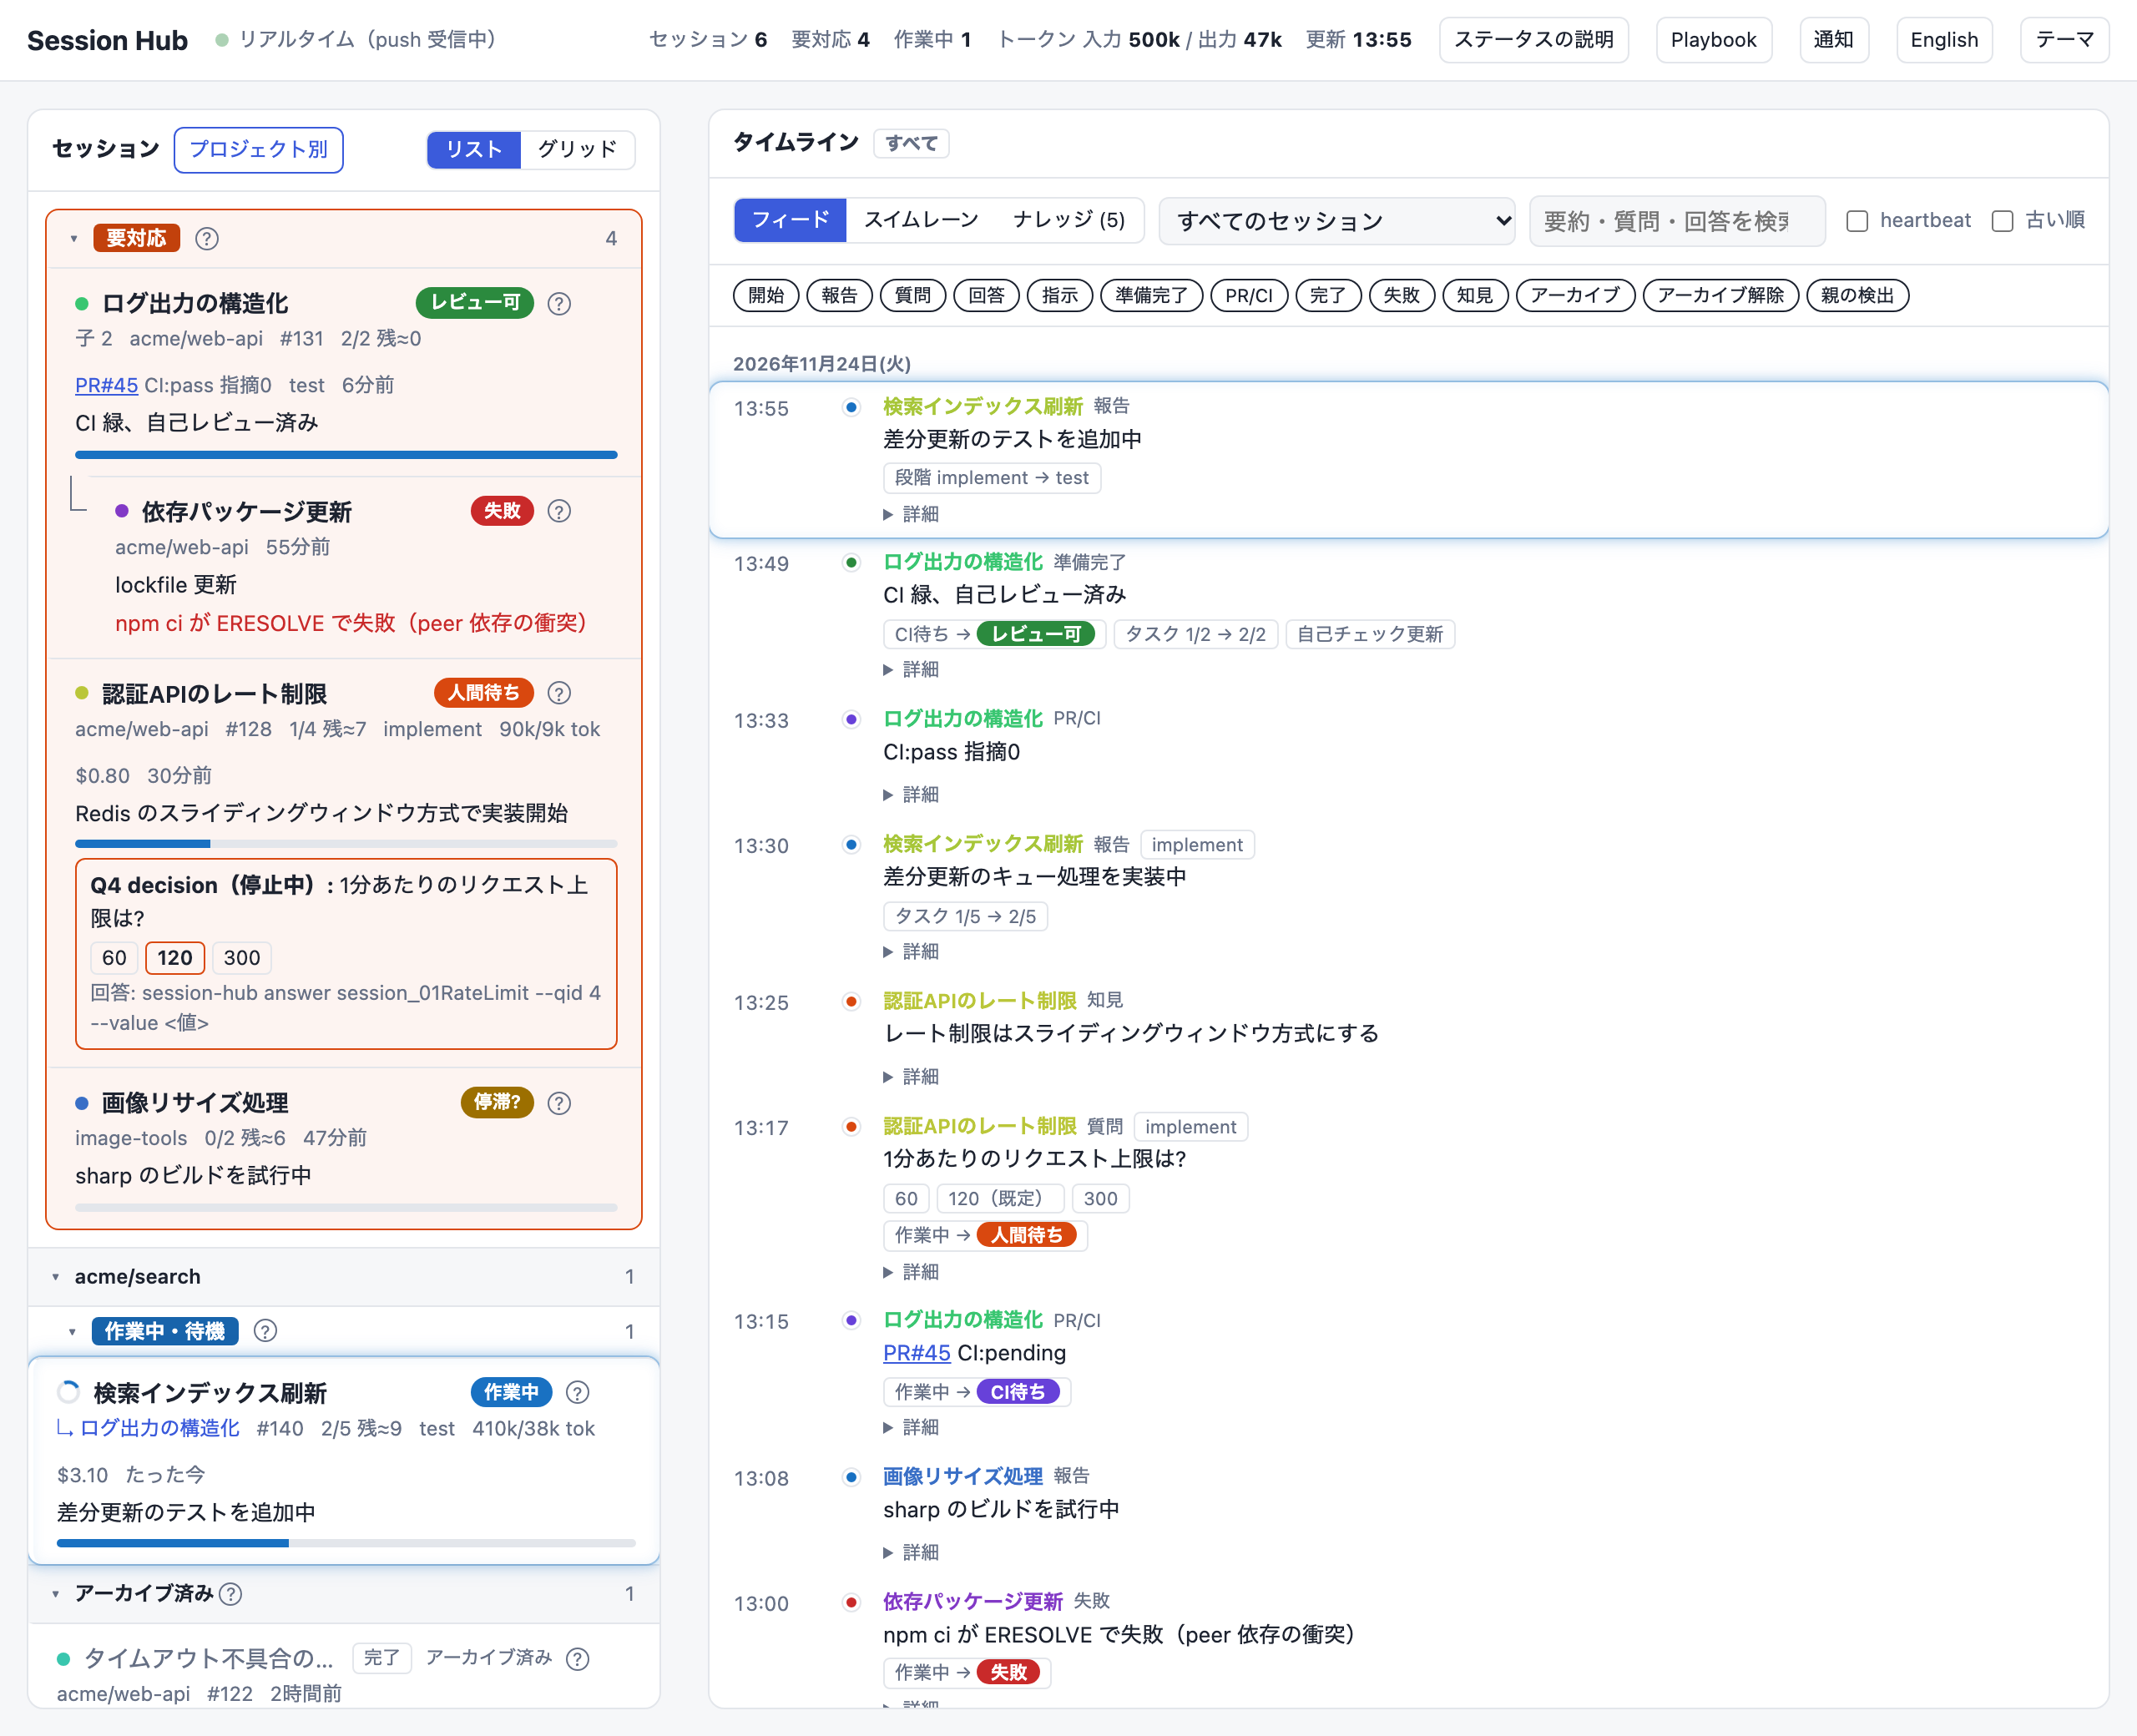 Session Hub リアルタイム（push 受信中） セッション 6 要対応 4 作業中 1 トークン 入力 500k / 出力 47k 更新 13:55 ステータスの説明 Playbook 通知 English テーマ
セッション プロジェクト別 リスト グリッド
要対応 ? 4
ログ出力の構造化 レビュー可 ?
子 2 acme/web-api #131 2/2 残≈0
PR#45 CI:pass 指摘0 test 6分前
CI 緑、自己レビュー済み
依存パッケージ更新 失敗 ?
acme/web-api 55分前
lockfile 更新
npm ci が ERESOLVE で失敗（peer 依存の衝突）
認証APIのレート制限 人間待ち ?
acme/web-api #128 1/4 残≈7 implement 90k/9k tok
$0.80 30分前
Redis のスライディングウィンドウ方式で実装開始
Q4 decision（停止中）: 1分あたりのリクエスト上
限は?
60 120 300
回答: session-hub answer session_01RateLimit --qid 4
--value <値>
画像リサイズ処理 停滞? ?
image-tools 0/2 残≈6 47分前
sharp のビルドを試行中
acme/search 1
作業中・待機 ? 1
検索インデックス刷新 作業中 ?
ログ出力の構造化 #140 2/5 残≈9 test 410k/38k tok
$3.10 たった今
差分更新のテストを追加中
アーカイブ済み ? 1
タイムアウト不具合の… 完了 アーカイブ済み ?
acme/web-api #122 2時間前
タイムライン すべて
フィード スイムレーン ナレッジ (5) すべてのセッション 要約・質問・回答を検索 heartbeat 古い順
開始 報告 質問 回答 指示 準備完了 PR/CI 完了 失敗 知見 アーカイブ アーカイブ解除 親の検出
2026年11月24日(火)
13:55 検索インデックス刷新 報告
差分更新のテストを追加中
段階 implement → test
詳細
13:49 ログ出力の構造化 準備完了
CI 緑、自己レビュー済み
CI待ち → レビュー可 タスク 1/2 → 2/2 自己チェック更新
詳細
13:33 ログ出力の構造化 PR/CI
CI:pass 指摘0
詳細
13:30 検索インデックス刷新 報告 implement
差分更新のキュー処理を実装中
タスク 1/5 → 2/5
詳細
13:25 認証APIのレート制限 知見
レート制限はスライディングウィンドウ方式にする
詳細
13:17 認証APIのレート制限 質問 implement
1分あたりのリクエスト上限は?
60 120（既定） 300
作業中 → 人間待ち
詳細
13:15 ログ出力の構造化 PR/CI
PR#45 CI:pending
作業中 → CI待ち
詳細
13:08 画像リサイズ処理 報告
sharp のビルドを試行中
詳細
13:00 依存パッケージ更新 失敗
npm ci が ERESOLVE で失敗（peer 依存の衝突）
作業中 → 失敗
詳細